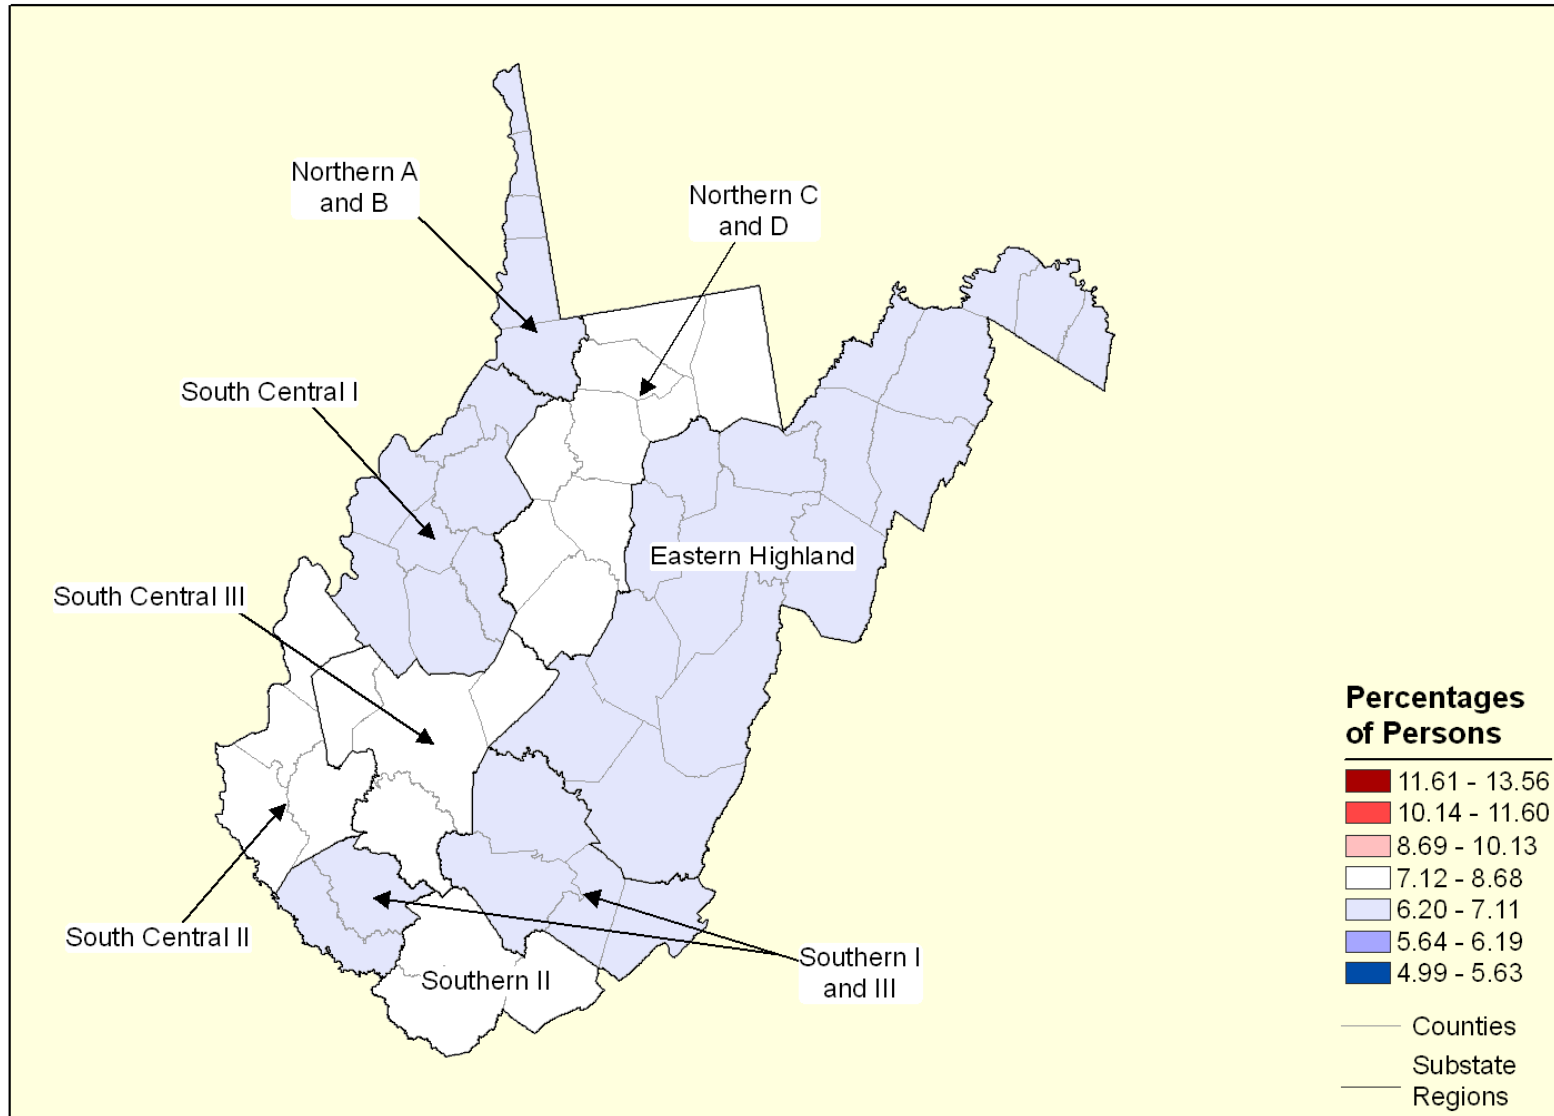 Northern A
and B
Northern C
and D
South Central I
Eastern Highland
South Central III
South Central II
Southern II
Southern I
and III
Percentages
of Persons
11.61 - 13.56
10.14 - 11.60
8.69 - 10.13
7.12 - 8.68
6.20 - 7.11
5.64 - 6.19
4.99 - 5.63
Counties
Substate
Regions